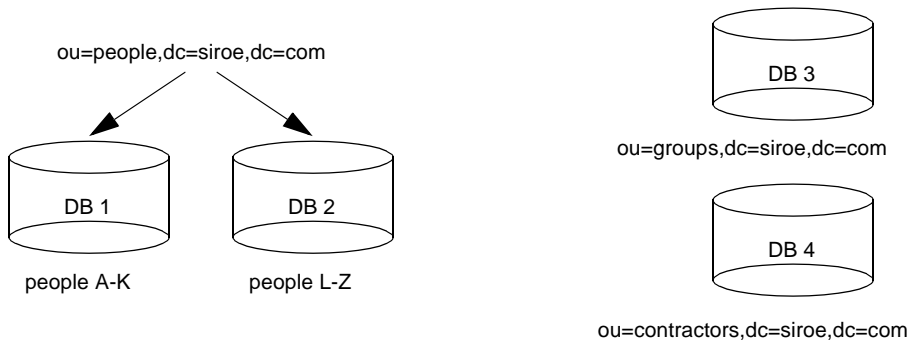 ou=people,dc=siroe,dc=com
DB 1
DB 2
people A-K
people L-Z
DB 3
ou=groups,dc=siroe,dc=com
DB 4
ou=contractors,dc=siroe,dc=com